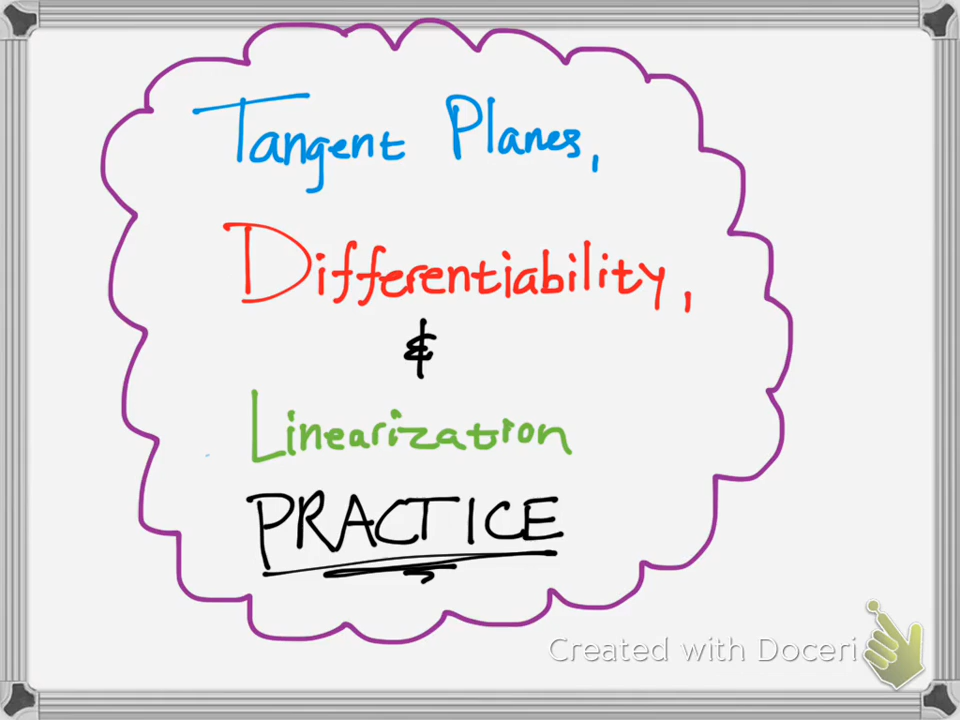 Tangent Planes,
Differentiability,
&
Linearization
PRACTICE
Created with Doceri